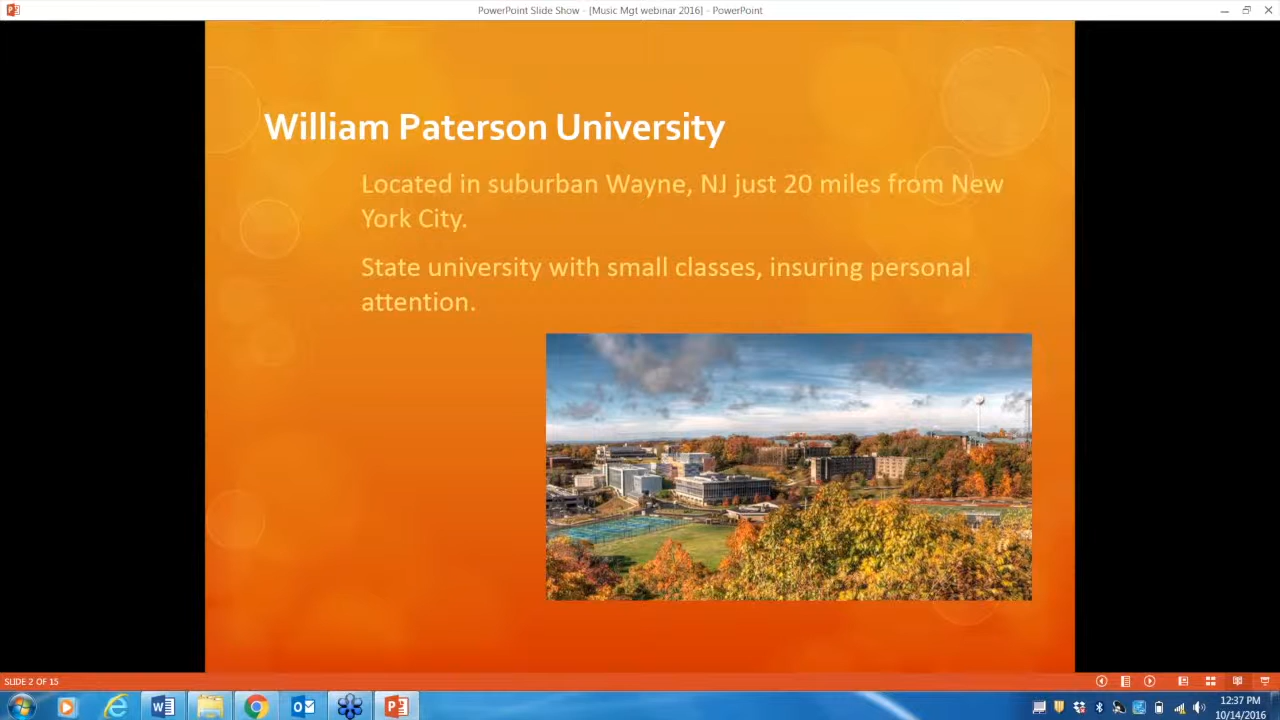 PowerPoint Slide Show - [Music Mgt webinar 2016] - PowerPoint
William Paterson University
Located in suburban Wayne, NJ just 20 miles from New
York City.
State university with small classes, insuring personal
attention.
SLIDE 2 OF 15
12:37 PM
10/14/2016